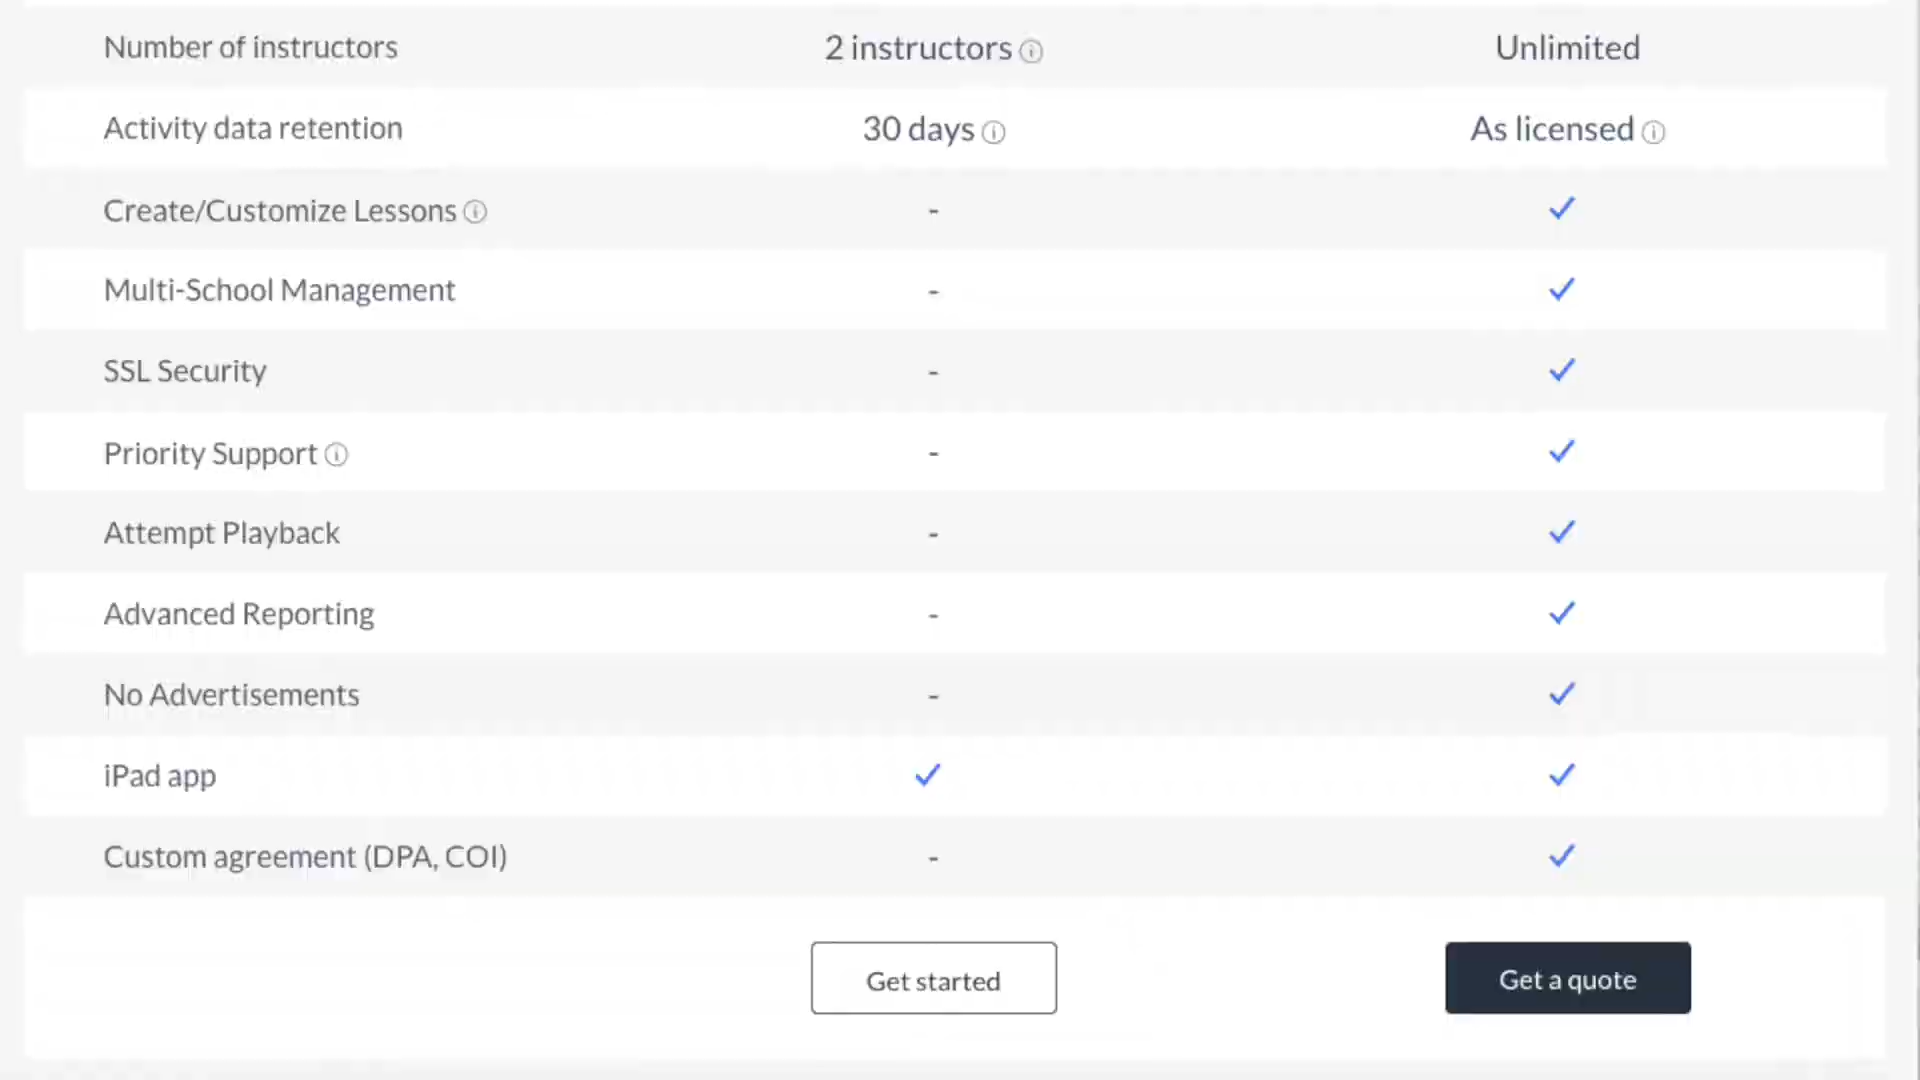 Number of instructors 2 instructors Unlimited
Activity data retention 30 days As licensed
Create/Customize Lessons -
Multi-School Management -
SSL Security -
Priority Support -
Attempt Playback -
Advanced Reporting -
No Advertisements -
iPad app
Custom agreement (DPA, COI) -
Get started Get a quote